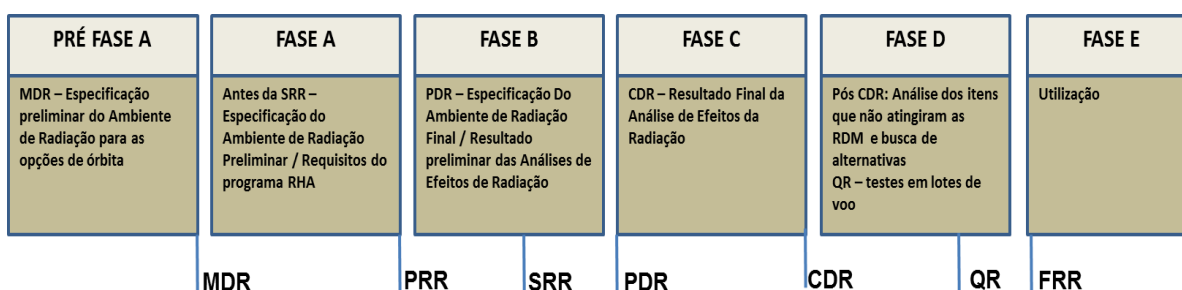 PRÉ FASE A
MDR – Especificação
preliminar do Ambiente
de Radiação para as
opções de órbita
FASE A
Antes da SRR –
Especificação do
Ambiente de Radiação
Preliminar / Requisitos do
programa RHA
FASE B
PDR – Especificação Do
Ambiente de Radiação
Final / Resultado
preliminar das Análises de
Efeitos de Radiação
FASE C
CDR – Resultado Final da
Análise de Efeitos da
Radiação
FASE D
Pós CDR: Análise dos itens
que não atingiram as
RDM e busca de
alternativas
QR – testes em lotes de
voo
FASE E
Utilização
MDR
PRR
SRR
PDR
CDR
QR
FRR